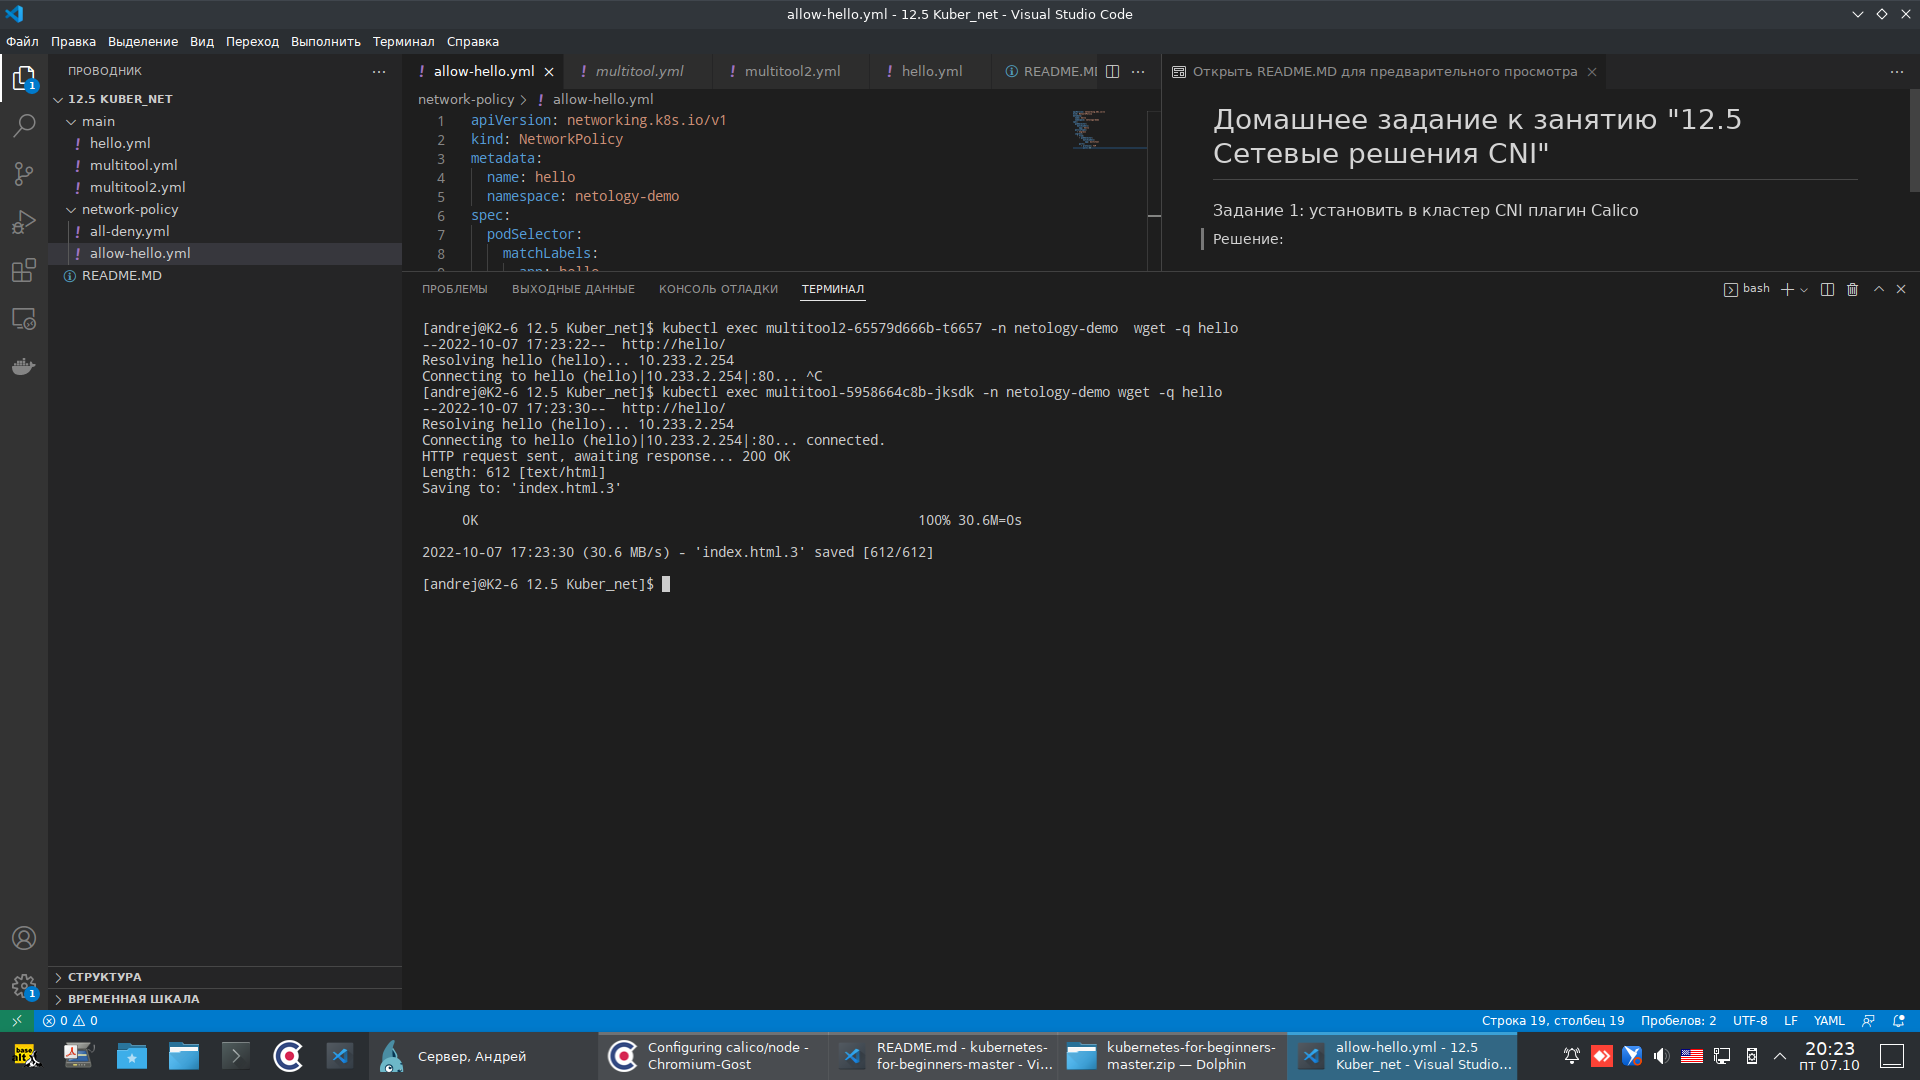 allow-hello.yml - 12.5 Kuber_net - Visual Studio Code
Файл Правка Выделение Вид Переход Выполнить Терминал Справка
ПРОВОДНИК
12.5 KUBER_NET
main
hello.yml
multitool.yml
multitool2.yml
network-policy
all-deny.yml
allow-hello.yml
README.MD
СТРУКТУРА
ВРЕМЕННАЯ ШКАЛА
1
1
allow-hello.yml multitool.yml multitool2.yml hello.yml README.MD
network-policy > allow-hello.yml
1 apiVersion: networking.k8s.io/v1
2 kind: NetworkPolicy
3 metadata:
4 name: hello
5 namespace: netology-demo
6 spec:
7 podSelector:
8 matchLabels:
9 app: hello
Открыть README.MD для предварительного просмотра
Домашнее задание к занятию "12.5
Сетевые решения CNI"
Задание 1: установить в кластер CNI плагин Calico
Решение:
ПРОБЛЕМЫ ВЫХОДНЫЕ ДАННЫЕ КОНСОЛЬ ОТЛАДКИ ТЕРМИНАЛ
bash
[andrej@K2-6 12.5 Kuber_net]$ kubectl exec multitool2-65579d666b-t6657 -n netology-demo  wget -q hello
--2022-10-07 17:23:22--  http://hello/
Resolving hello (hello)... 10.233.2.254
Connecting to hello (hello)|10.233.2.254|:80... ^C
[andrej@K2-6 12.5 Kuber_net]$ kubectl exec multitool-5958664c8b-jksdk -n netology-demo wget -q hello
--2022-10-07 17:23:30--  http://hello/
Resolving hello (hello)... 10.233.2.254
Connecting to hello (hello)|10.233.2.254|:80... connected.
HTTP request sent, awaiting response... 200 OK
Length: 612 [text/html]
Saving to: 'index.html.3'
0K 100% 30.6M=0s
2022-10-07 17:23:30 (30.6 MB/s) - 'index.html.3' saved [612/612]
[andrej@K2-6 12.5 Kuber_net]$
0 0
Строка 19, столбец 19 Пробелов: 2 UTF-8 LF YAML
base alt
Сервер, Андрей
Configuring calico/node -
Chromium-Gost
README.md - kubernetes-
for-beginners-master - Vi...
kubernetes-for-beginners-
master.zip — Dolphin
allow-hello.yml - 12.5
Kuber_net - Visual Studio...
20:23
пт 07.10